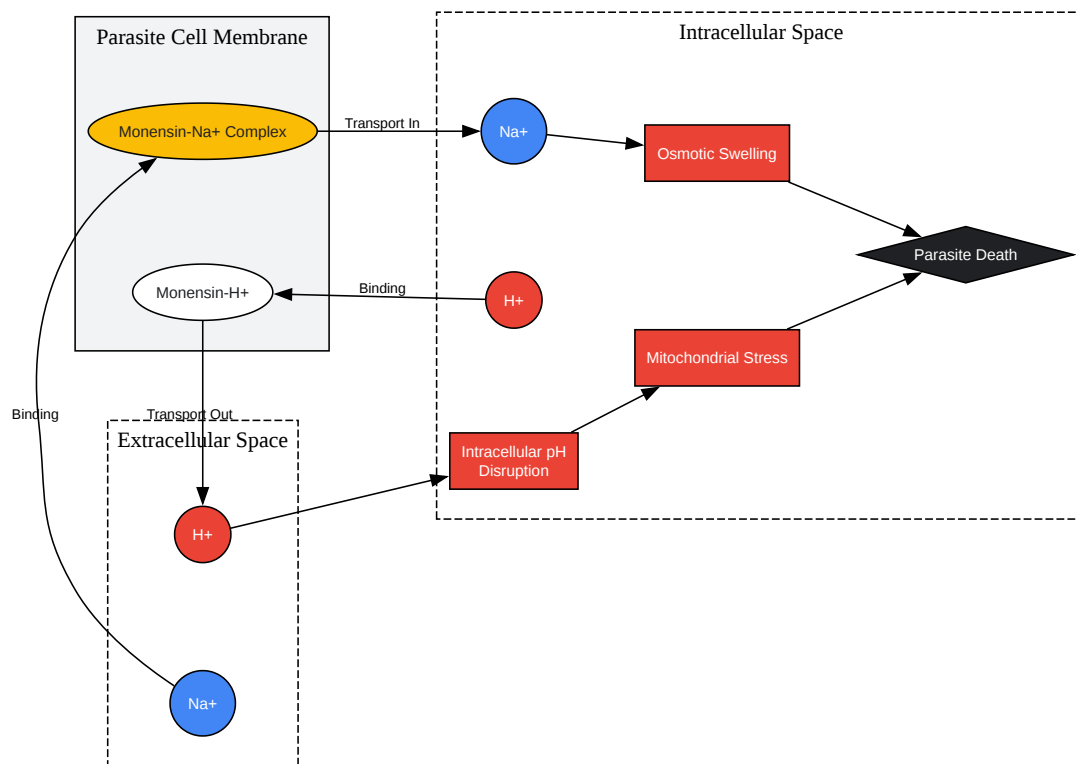 Parasite Cell Membrane
Intracellular Space
Monensin-Na+ Complex
Transport In
Na+
Osmotic Swelling
Parasite Death
Monensin-H+
Binding
H+
Mitochondrial Stress
Binding
Transport Out
Extracellular Space
Intracellular pH
Disruption
H+
Na+